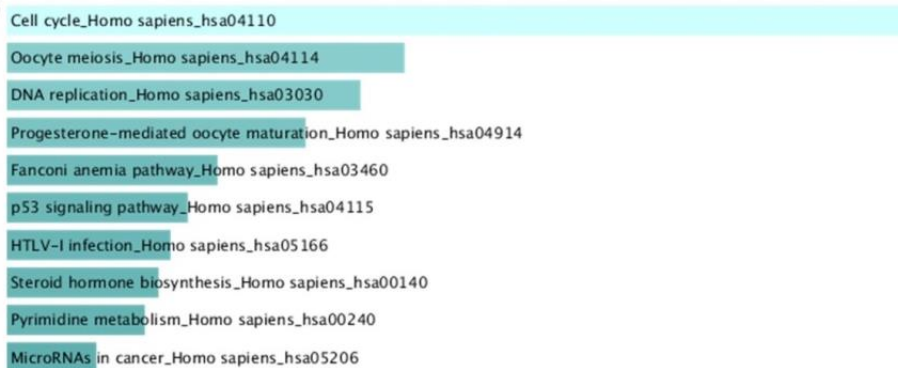 Cell cycle_Homo sapiens_hsa04110
Oocyte meiosis_Homo sapiens_hsa04114
DNA replication_Homo sapiens_hsa03030
Progesterone-mediated oocyte maturation_Homo sapiens_hsa04914
Fanconi anemia pathway_Homo sapiens_hsa03460
p53 signaling pathway_Homo sapiens_hsa04115
HTLV-I infection_Homo sapiens_hsa05166
Steroid hormone biosynthesis_Homo sapiens_hsa00140
Pyrimidine metabolism_Homo sapiens_hsa00240
MicroRNAs in cancer_Homo sapiens_hsa05206